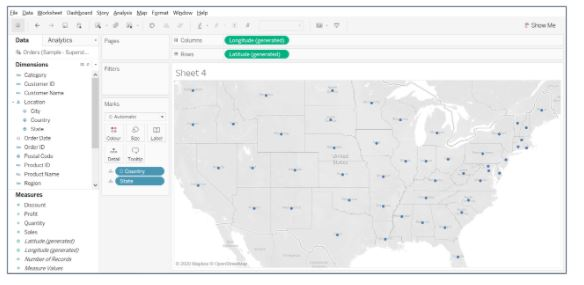 File Data Worksheet Dashboard Story Analysis Map Format Window Help
Show Me
Data Analytics
Orders (Sample - Superst...
Dimensions
Category
Customer ID
Customer Name
Location
City
Country
State
Order Date
Order ID
Postal Code
Product ID
Product Name
Region
Measures
Discount
Profit
Quantity
Sales
Latitude (generated)
Longitude (generated)
Number of Records
Measure Values
Pages
Filters
Marks
Automatic
Colour Size Label
Detail Tooltip
Country
State
Columns Longitude (generated)
Rows Latitude (generated)
Sheet 4
United
States
© 2020 Mapbox © OpenStreetMap